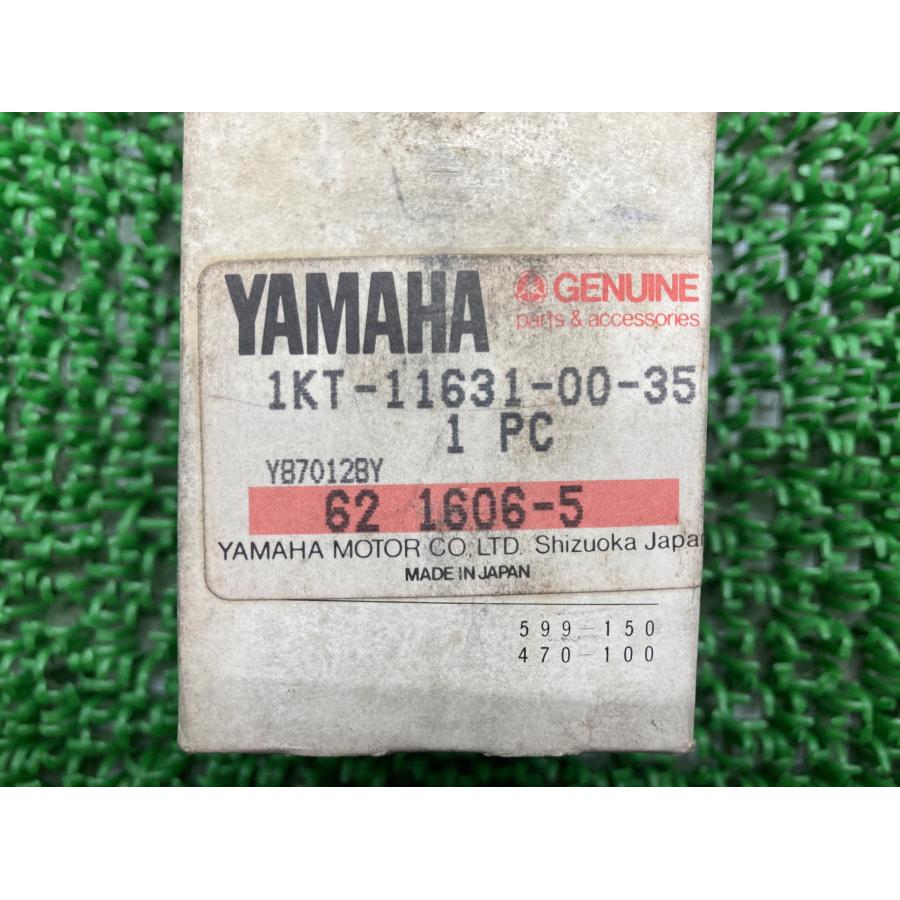 YAMAHA GENUINE
parts & accessories
1KT-11631-00-35
1 PC
Y87012BY
62 1606-5
YAMAHA MOTOR CO., LTD. Shizuoka Japan
MADE IN JAPAN
599-150
470-100